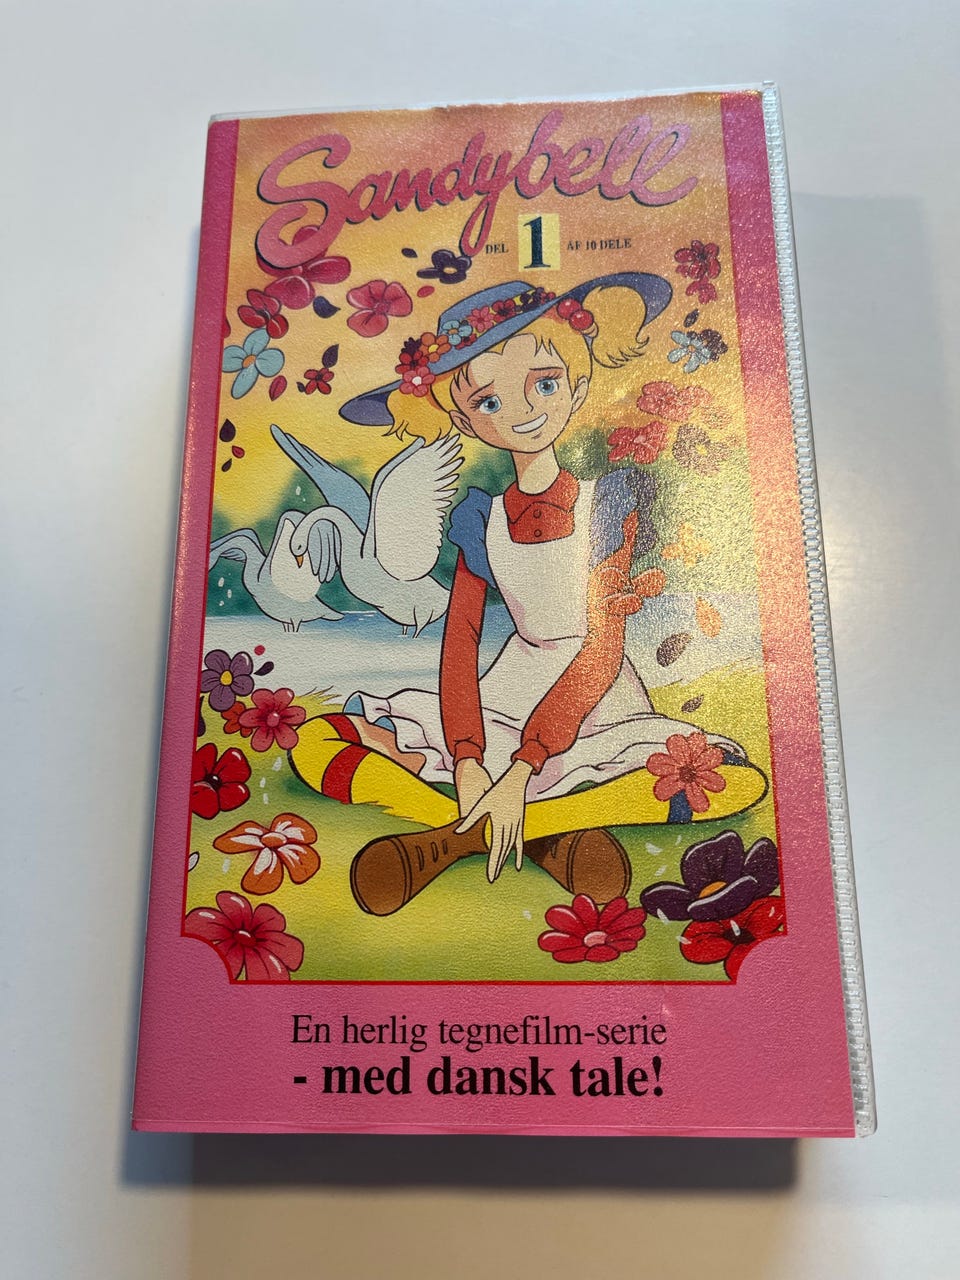 Sandybell
DEL 1 AF 10 DELE
En herlig tegnefilm-serie
- med dansk tale!